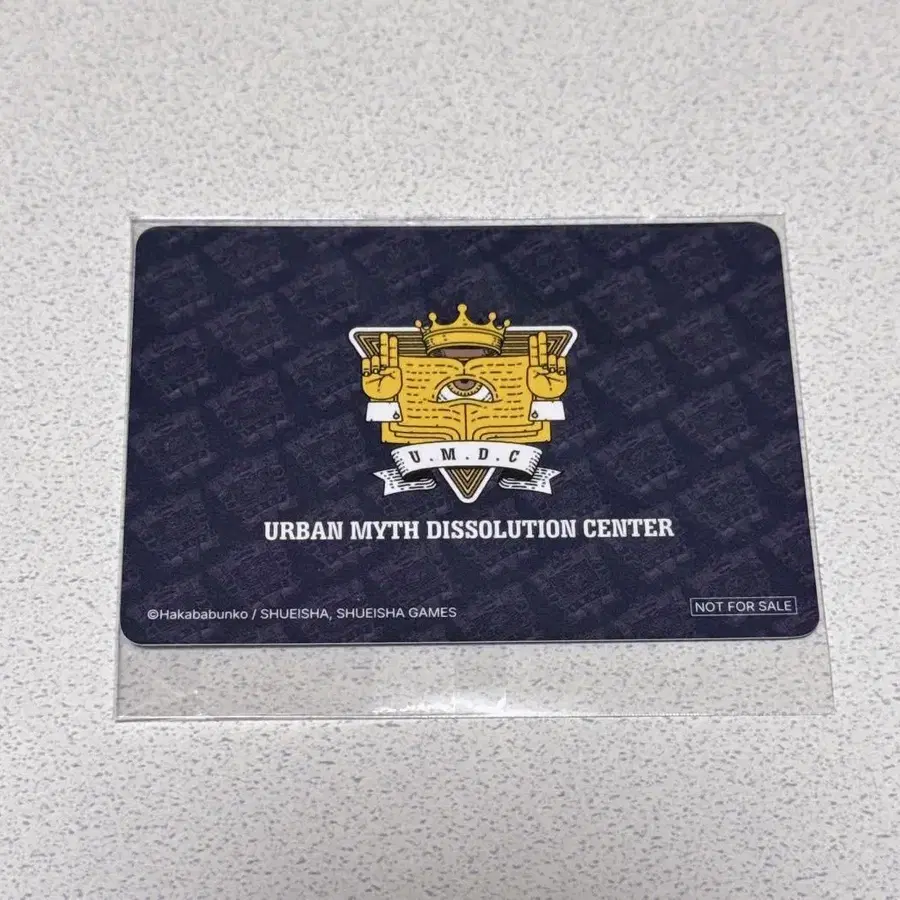 U.M.D.C
URBAN MYTH DISSOLUTION CENTER
©Hakababunko / SHUEISHA, SHUEISHA GAMES
NOT FOR SALE